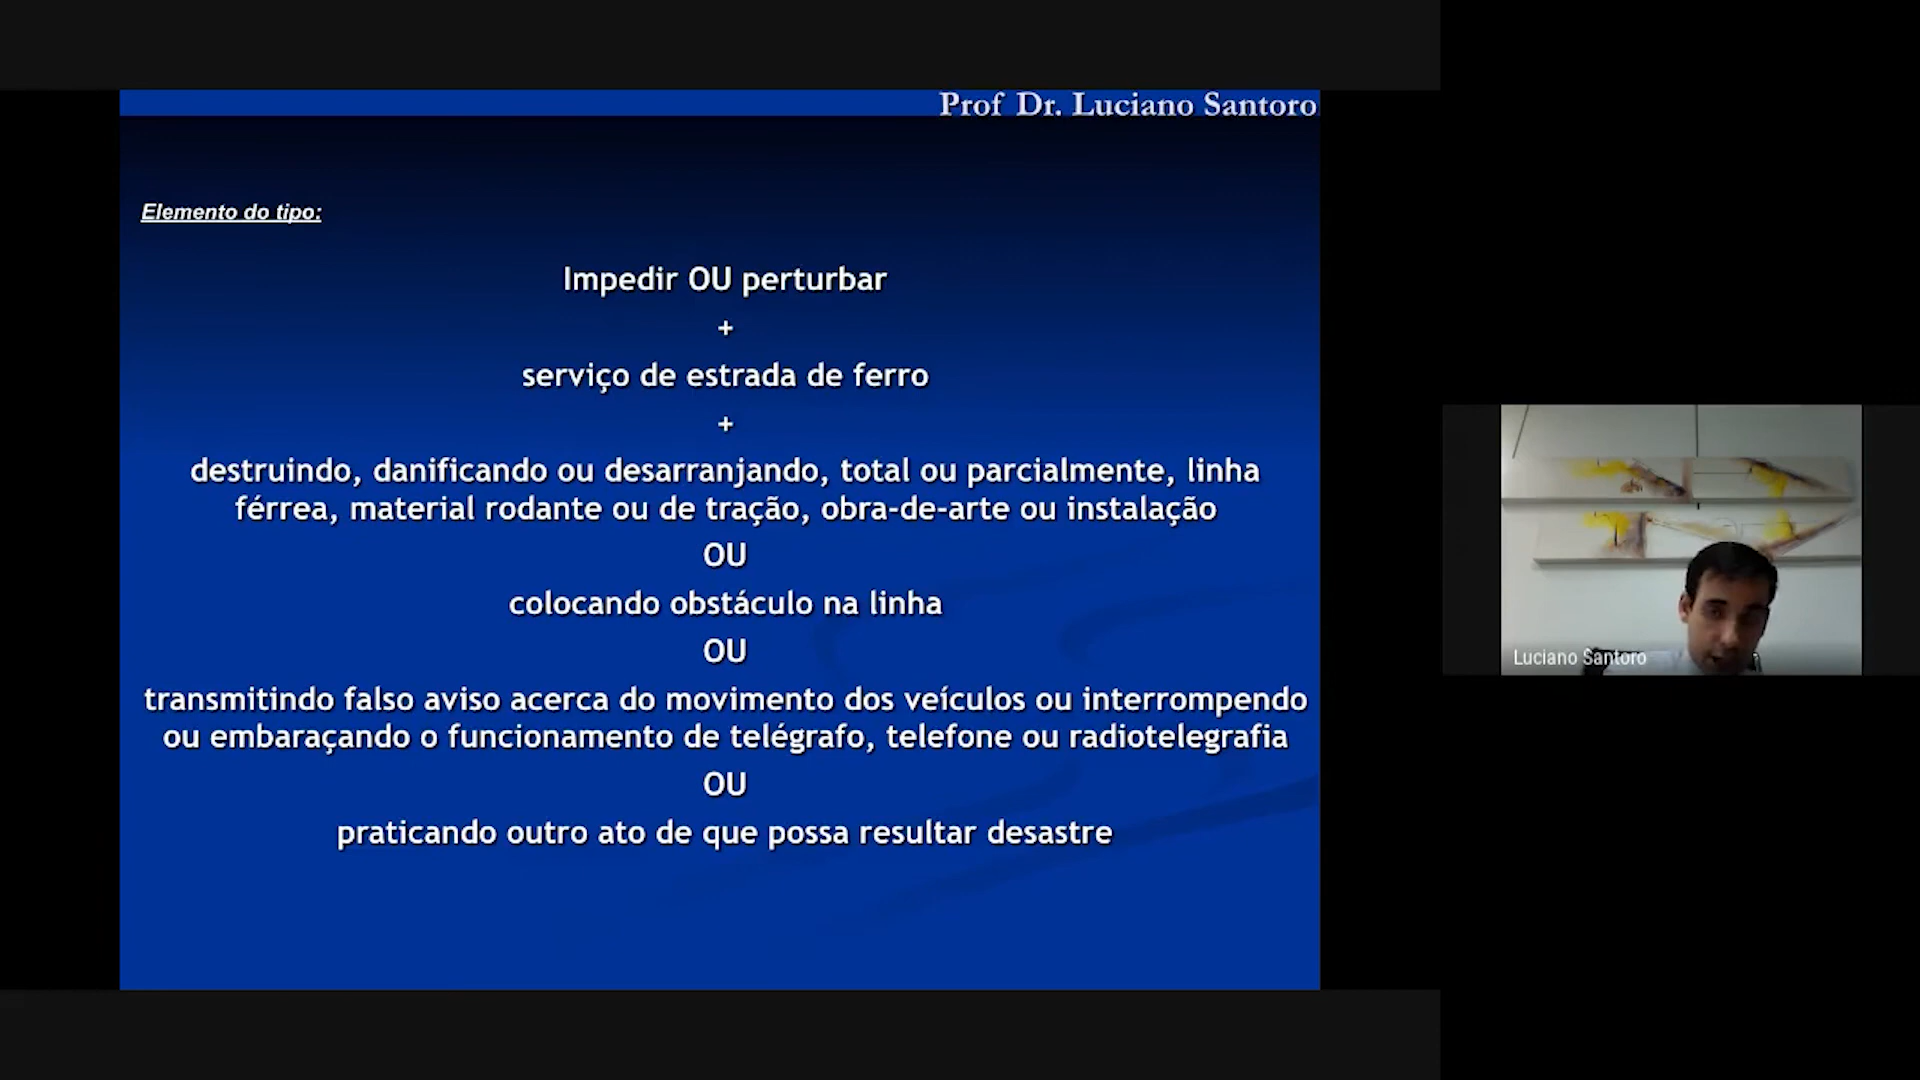 Prof Dr. Luciano Santoro
Elemento do tipo:
Impedir OU perturbar
+
serviço de estrada de ferro
+
destruindo, danificando ou desarranjando, total ou parcialmente, linha
férrea, material rodante ou de tração, obra-de-arte ou instalação
OU
colocando obstáculo na linha
OU
transmitindo falso aviso acerca do movimento dos veículos ou interrompendo
ou embaraçando o funcionamento de telégrafo, telefone ou radiotelegrafia
OU
praticando outro ato de que possa resultar desastre
Luciano Santoro